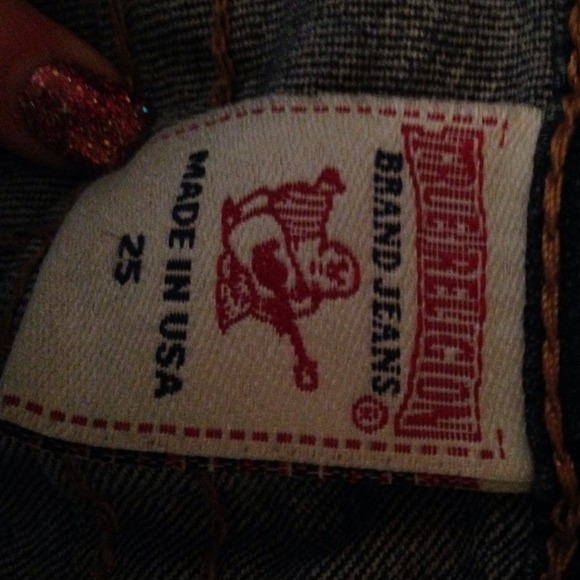 TRUE RELIGION
BRAND JEANS
®
MADE IN USA
25